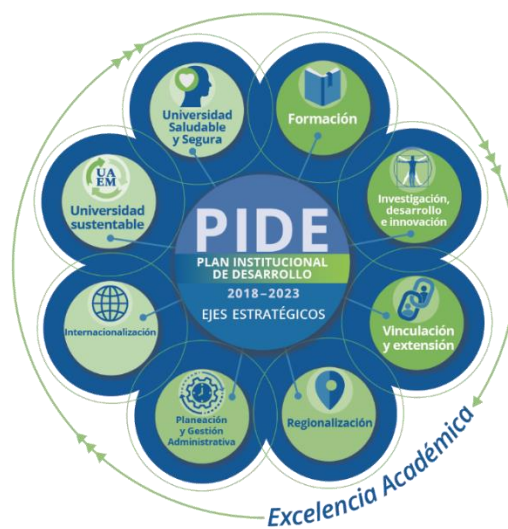 PIDE
PLAN INSTITUCIONAL
DE DESARROLLO
2018–2023
EJES ESTRATÉGICOS
Formación
Investigación,
desarrollo
e innovación
Vinculación
y extensión
Regionalización
Planeación
y Gestión
Administrativa
Internacionalización
UA
EM
Universidad
sustentable
Universidad
Saludable
y Segura
Excelencia Académica